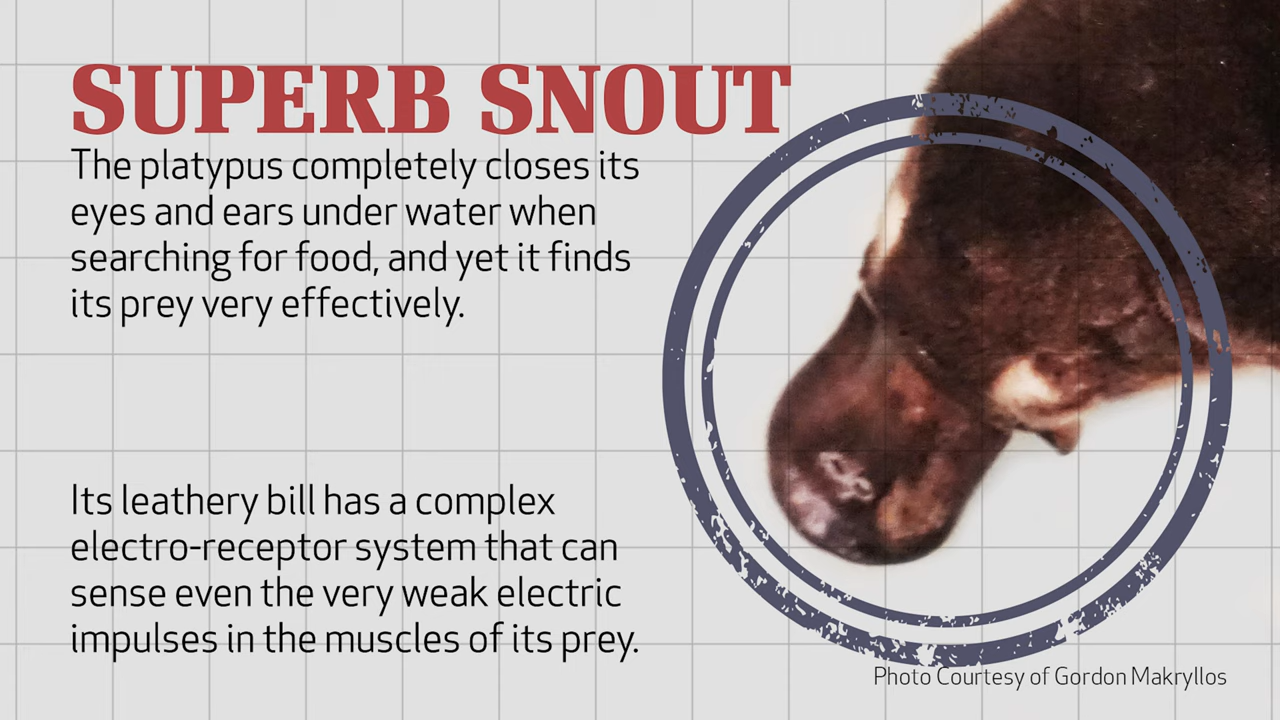 SUPERB SNOUT
The platypus completely closes its
eyes and ears under water when
searching for food, and yet it finds
its prey very effectively.
Its leathery bill has a complex
electro-receptor system that can
sense even the very weak electric
impulses in the muscles of its prey.
Photo Courtesy of Gordon Makryllos